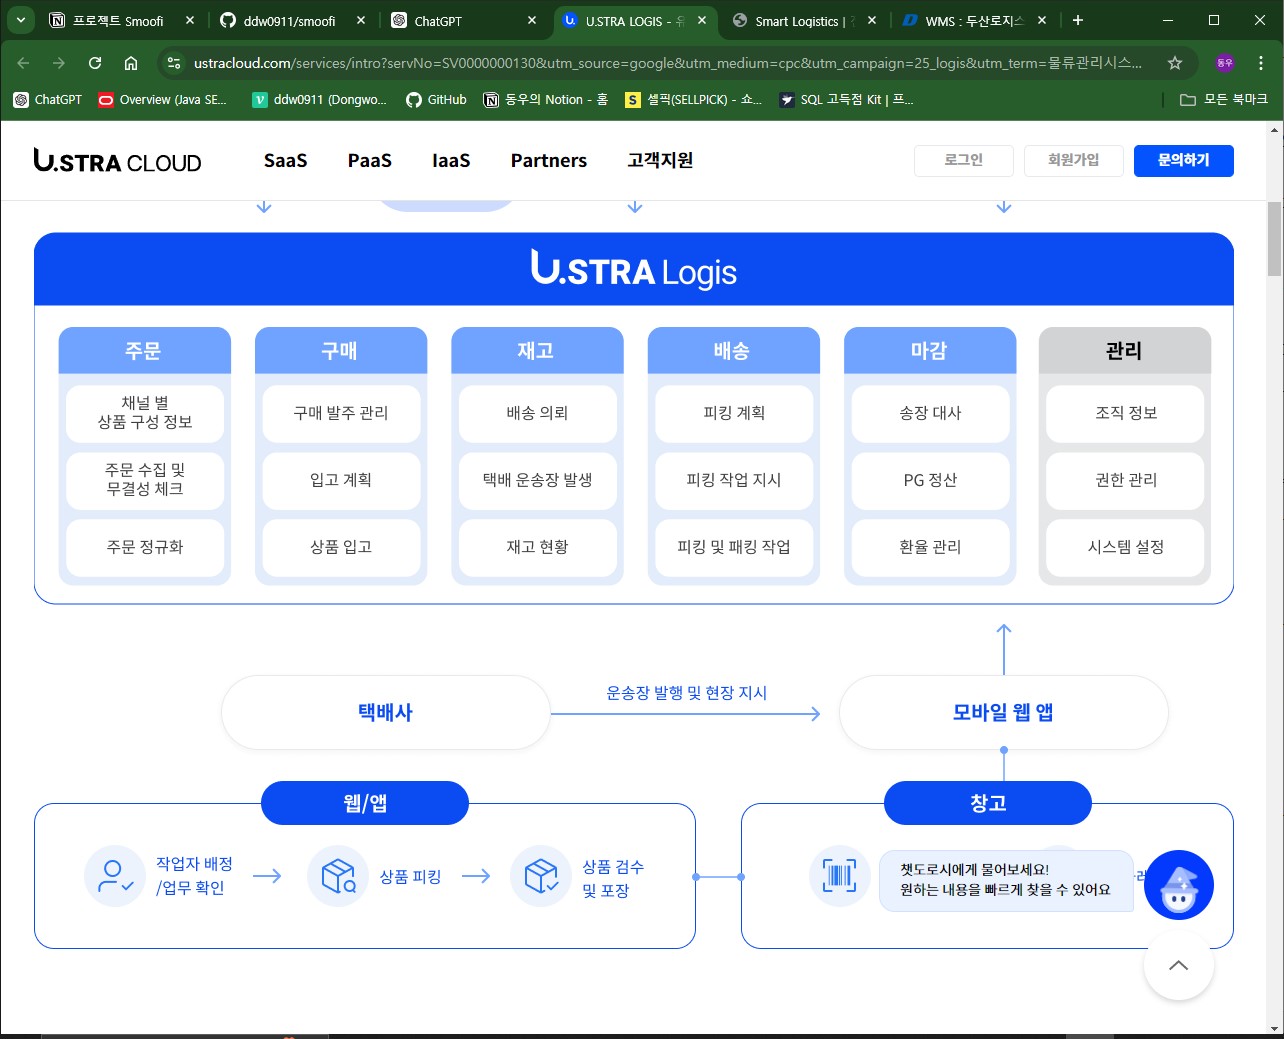 프로젝트 Smoofi
ddw0911/smoofi
ChatGPT
U.STRA LOGIS - 유
Smart Logistics |
WMS : 두산로지스
ustracloud.com/services/intro?servNo=SV0000000130&utm_source=google&utm_medium=cpc&utm_campaign=25_logis&utm_term=물류관리시스...
동우
ChatGPT
Overview (Java SE...
ddw0911 (Dongwo...
GitHub
동우의 Notion - 홈
셀픽(SELLPICK) - 쇼...
SQL 고득점 Kit | 프...
모든 북마크
U.STRA CLOUD
SaaS
PaaS
IaaS
Partners
고객지원
로그인
회원가입
문의하기
U.STRA Logis
주문
구매
재고
배송
마감
관리
채널 별
상품 구성 정보
구매 발주 관리
배송 의뢰
피킹 계획
송장 대사
조직 정보
주문 수집 및
무결성 체크
입고 계획
택배 운송장 발생
피킹 작업 지시
PG 정산
권한 관리
주문 정규화
상품 입고
재고 현황
피킹 및 패킹 작업
환율 관리
시스템 설정
택배사
운송장 발행 및 현장 지시
모바일 웹 앱
웹/앱
작업자 배정
/업무 확인
상품 피킹
상품 검수
및 포장
창고
챗도로시에게 물어보세요!
원하는 내용을 빠르게 찾을 수 있어요